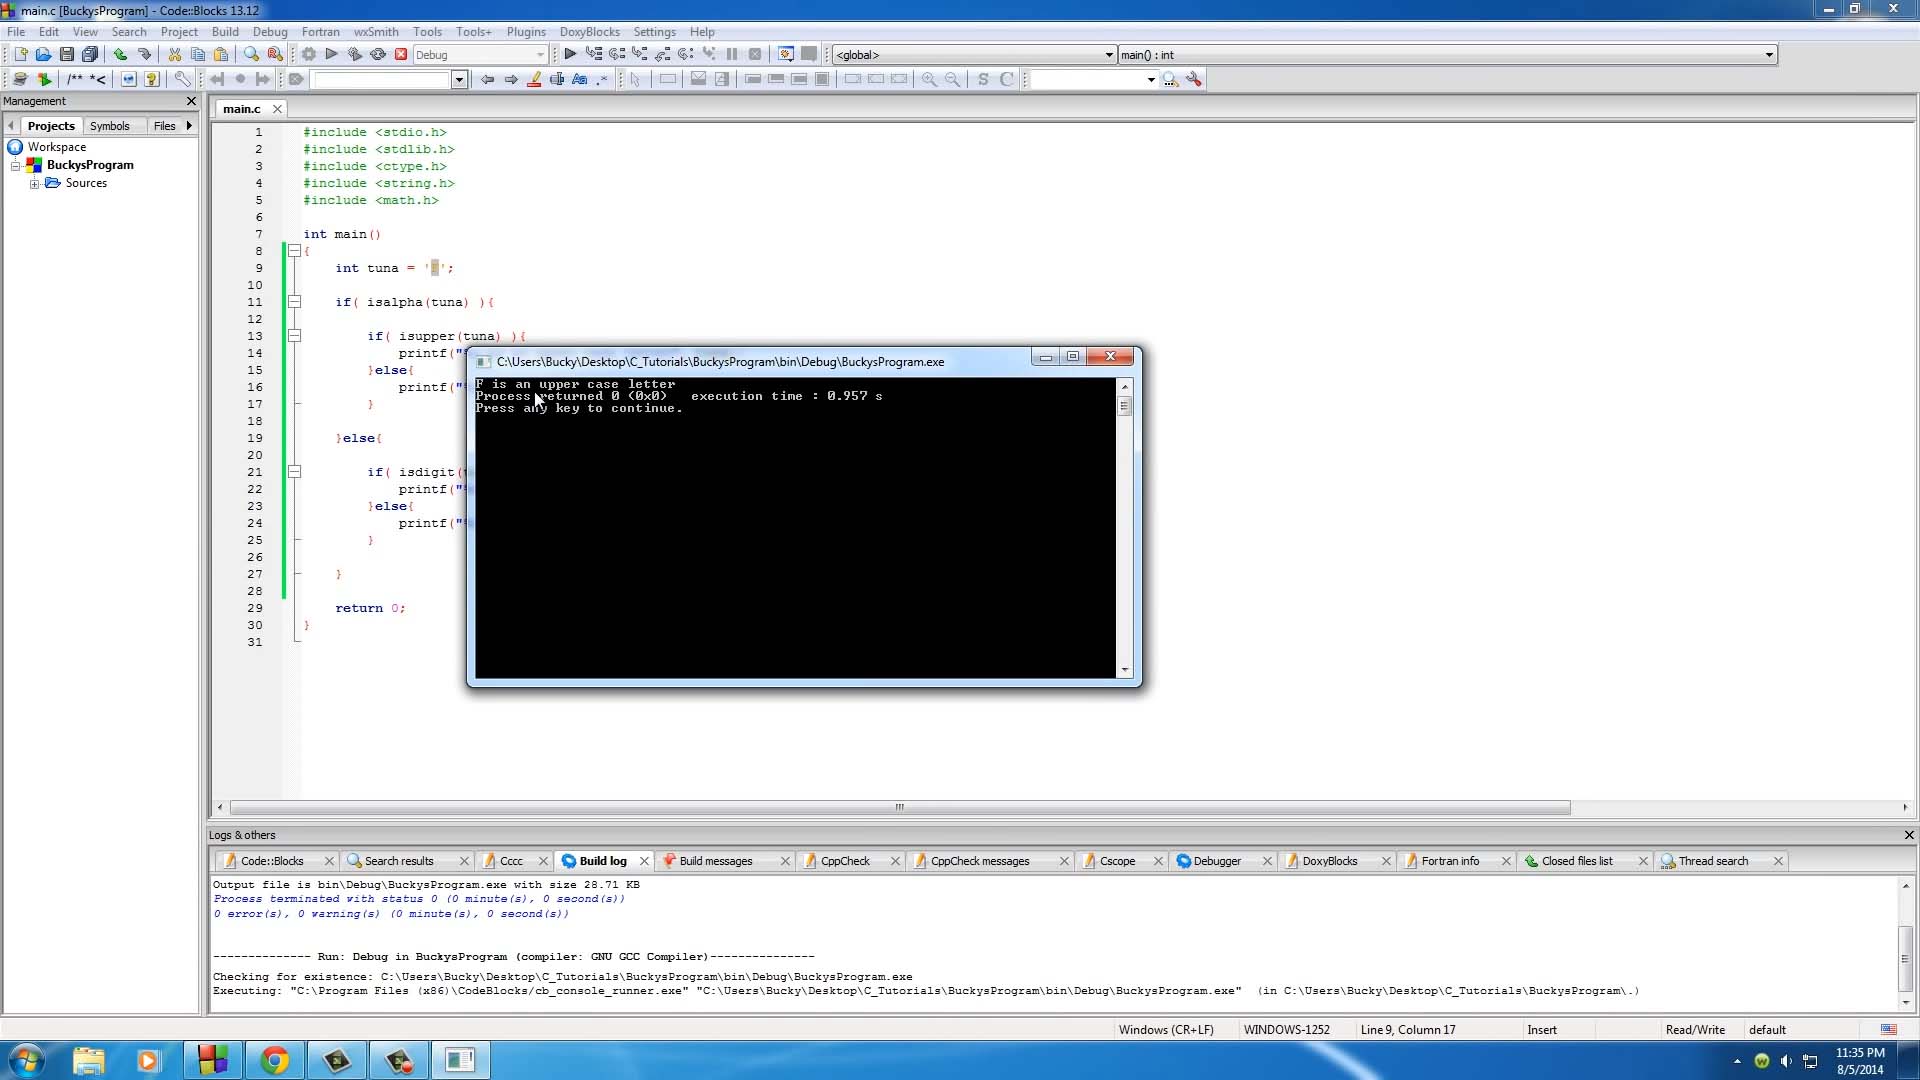 main.c [BuckysProgram] - Code::Blocks 13.12
File Edit View Search Project Build Debug Fortran wxSmith Tools Tools+ Plugins DoxyBlocks Settings Help
Debug <global> main() : int
/** *< Aa .* S C
Management
Projects Symbols Files
Workspace
BuckysProgram
Sources
main.c
1 #include <stdio.h>
2 #include <stdlib.h>
3 #include <ctype.h>
4 #include <string.h>
5 #include <math.h>
6
7 int main()
8 {
9 int tuna = 'F';
10
11 if( isalpha(tuna) ){
12
13 if( isupper(tuna) ){
14 printf("
15 }else{
16 printf("
17 }
18
19 }else{
20
21 if( isdigit(
22 printf("
23 }else{
24 printf("
25 }
26
27 }
28
29 return 0;
30 }
31
C:\Users\Bucky\Desktop\C_Tutorials\BuckysProgram\bin\Debug\BuckysProgram.exe
F is an upper case letter
Process returned 0 (0x0) execution time : 0.957 s
Press any key to continue.
Logs & others
Code::Blocks Search results Cccc Build log Build messages CppCheck CppCheck messages Cscope Debugger DoxyBlocks Fortran info Closed files list Thread search
Output file is bin\Debug\BuckysProgram.exe with size 28.71 KB
Process terminated with status 0 (0 minute(s), 0 second(s))
0 error(s), 0 warning(s) (0 minute(s), 0 second(s))
-------------- Run: Debug in BuckysProgram (compiler: GNU GCC Compiler)---------------
Checking for existence: C:\Users\Bucky\Desktop\C_Tutorials\BuckysProgram\bin\Debug\BuckysProgram.exe
Executing: "C:\Program Files (x86)\CodeBlocks/cb_console_runner.exe" "C:\Users\Bucky\Desktop\C_Tutorials\BuckysProgram\bin\Debug\BuckysProgram.exe" (in C:\Users\Bucky\Desktop\C_Tutorials\BuckysProgram\.)
Windows (CR+LF) WINDOWS-1252 Line 9, Column 17 Insert Read/Write default
11:35 PM
8/5/2014